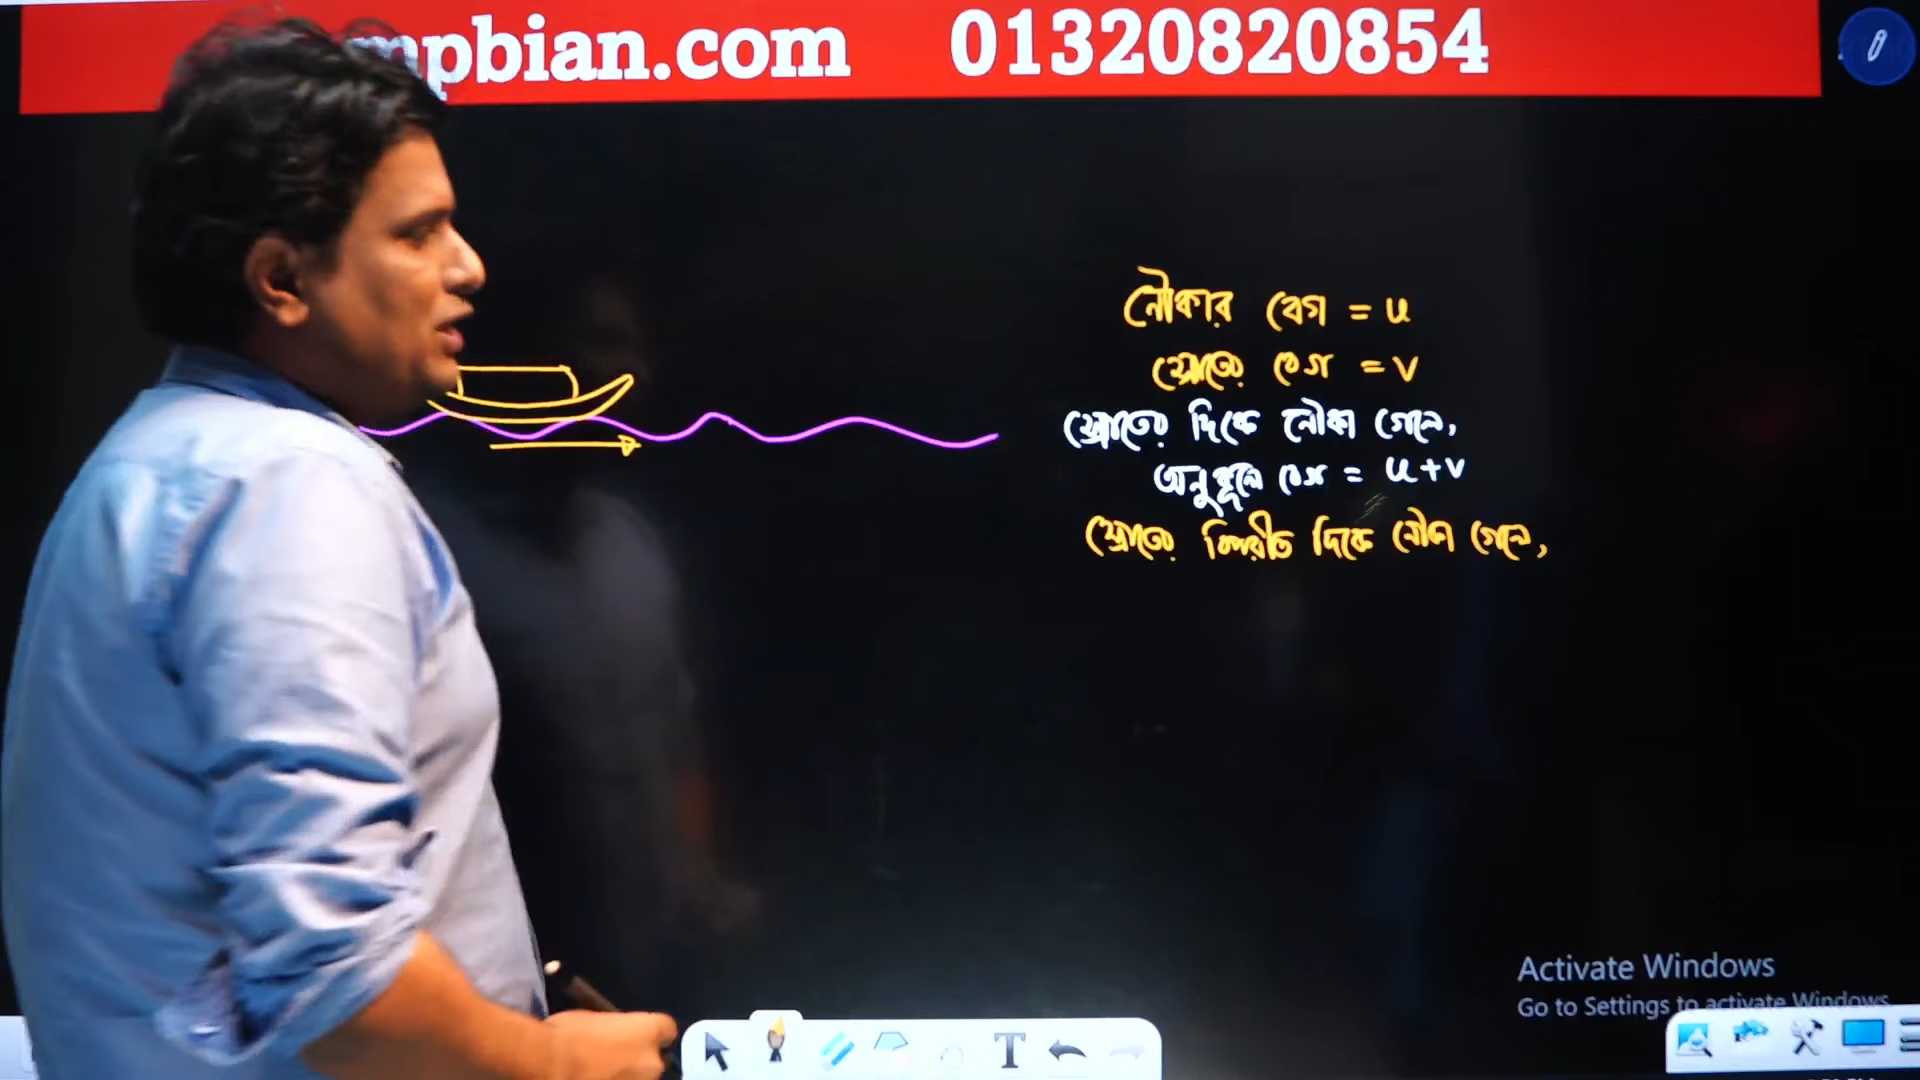 mpbian.com 01320820854
নৌকার বেগ = u
স্রোতের বেগ = v
স্রোতের দিকে নৌকা গেলে,
অনুকূলে বেগ = u+v
স্রোতের বিপরীত দিকে নৌকা গেলে,
Activate Windows
Go to Settings to activate Windows
T